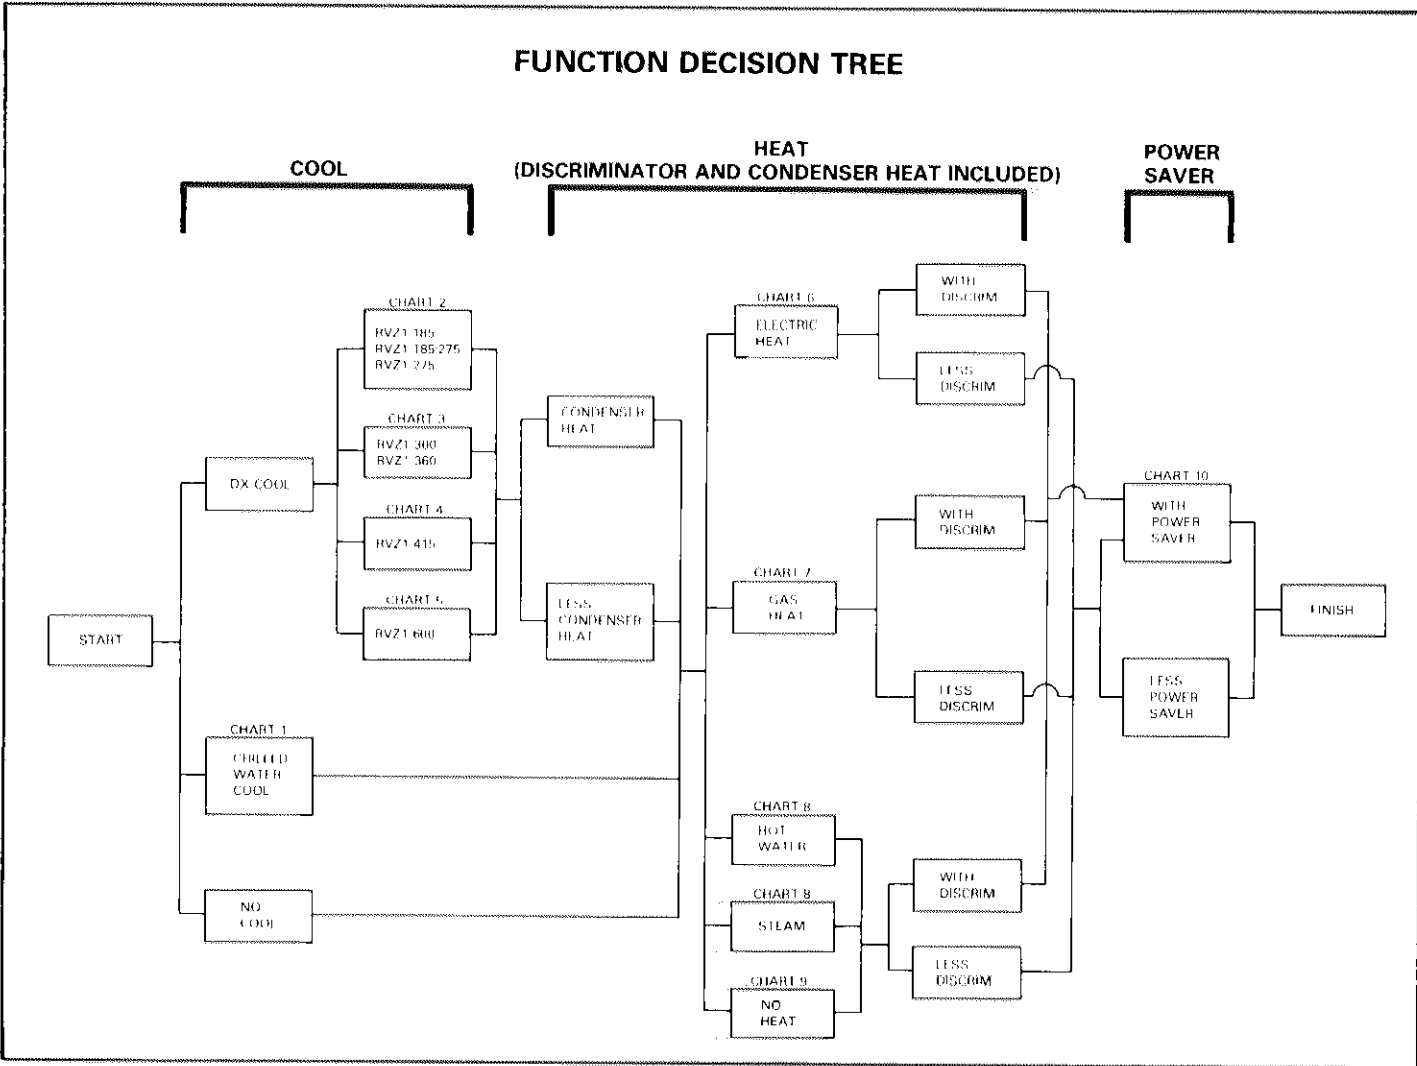 FUNCTION DECISION TREE
COOL
HEAT
(DISCRIMINATOR AND CONDENSER HEAT INCLUDED)
POWER
SAVER
START
DX COOL
CHART 1
CHILLED
WATER
COOL
NO
COOL
CHART 2
RVZ1 185
RVZ1 185-275
RVZ1 275
CHART 3
RVZ1 300
RVZ1 360
CHART 4
RVZ1 415
CHART 5
RVZ1 600
CONDENSER
HEAT
LESS
CONDENSER
HEAT
CHART 6
ELECTRIC
HEAT
CHART 7
GAS
HEAT
CHART 8
HOT
WATER
CHART 8
STEAM
CHART 9
NO
HEAT
WITH
DISCRIM
LESS
DISCRIM
WITH
DISCRIM
LESS
DISCRIM
WITH
DISCRIM
LESS
DISCRIM
CHART 10
WITH
POWER
SAVER
LESS
POWER
SAVER
FINISH